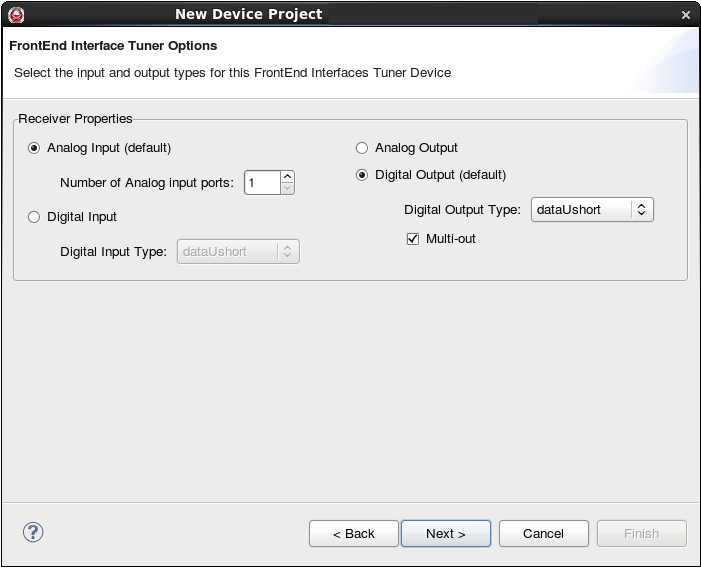 New Device Project
FrontEnd Interface Tuner Options
Select the input and output types for this FrontEnd Interfaces Tuner Device
Receiver Properties
Analog Input (default)
Number of Analog input ports: 1
Digital Input
Digital Input Type: dataUshort
Analog Output
Digital Output (default)
Digital Output Type: dataUshort
Multi-out
?
< Back
Next >
Cancel
Finish